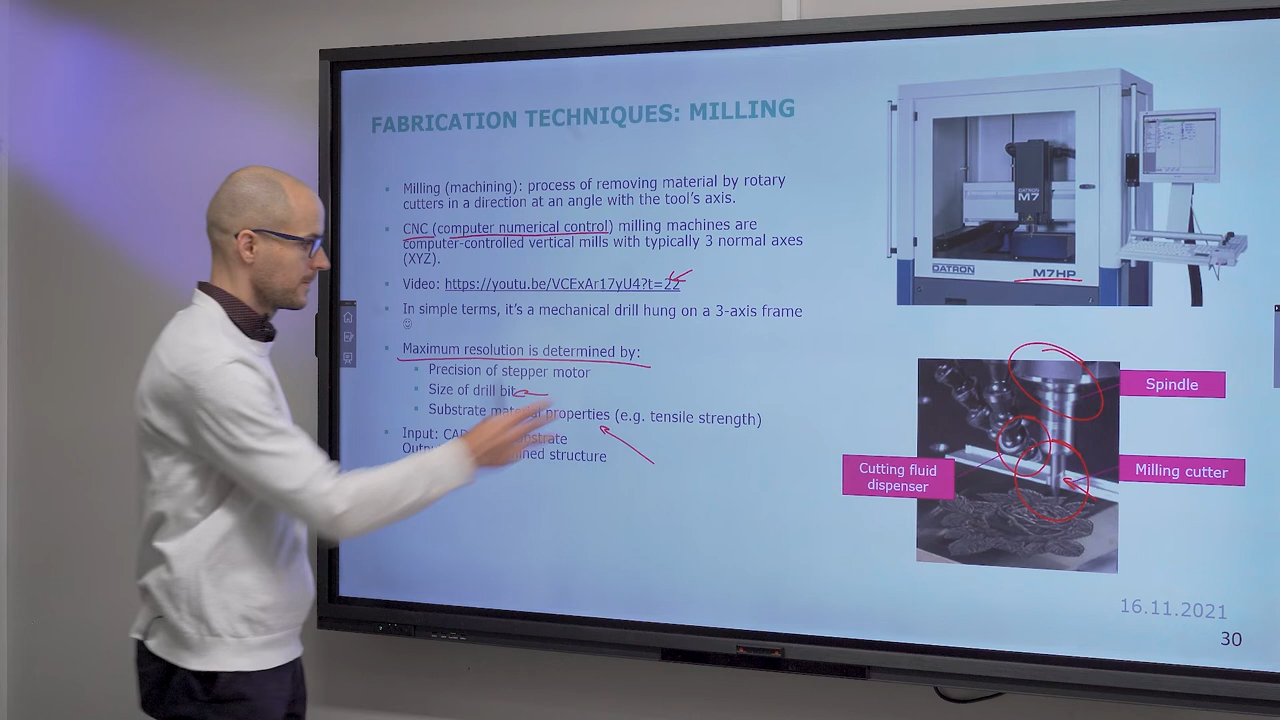 FABRICATION TECHNIQUES: MILLING
Milling (machining): process of removing material by rotary
cutters in a direction at an angle with the tool's axis.
CNC (computer numerical control) milling machines are
computer-controlled vertical mills with typically 3 normal axes
(XYZ).
Video: https://youtu.be/VCExAr17yU4?t=22
In simple terms, it's a mechanical drill hung on a 3-axis frame
☺
Maximum resolution is determined by:
Precision of stepper motor
Size of drill bit
Substrate material properties (e.g. tensile strength)
Input:
structure
DATRON
M7
DATRON
M7HP
Spindle
Cutting fluid
dispenser
Milling cutter
16.11.2021
30